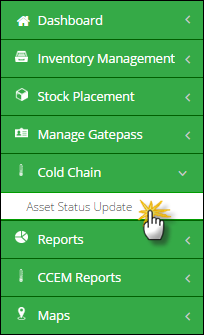 Dashboard
Inventory Management
Stock Placement
Manage Gatepass
Cold Chain
Asset Status Update
Reports
CCEM Reports
Maps